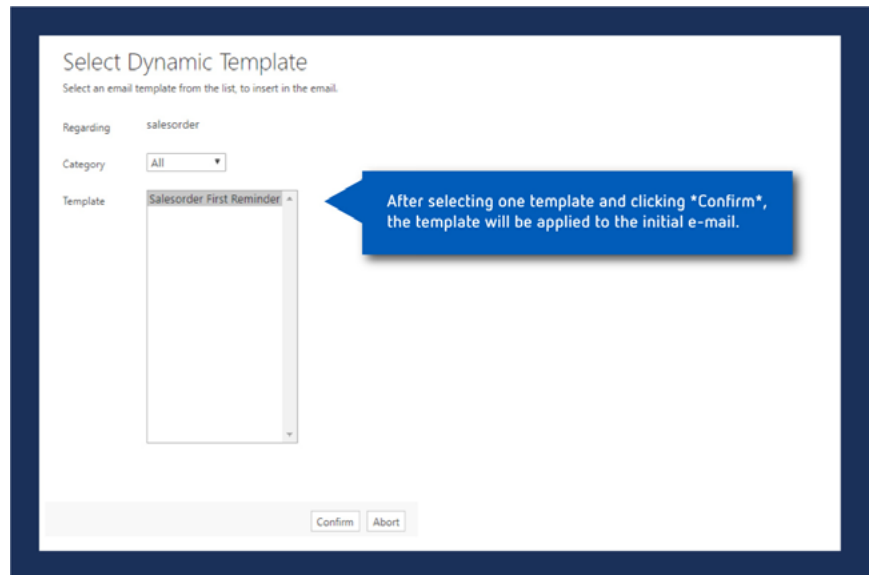 Select Dynamic Template
Select an email template from the list, to insert in the email.
Regarding salesorder
Category All
Template Salesorder First Reminder
After selecting one template and clicking *Confirm*,
the template will be applied to the initial e-mail.
Confirm Abort